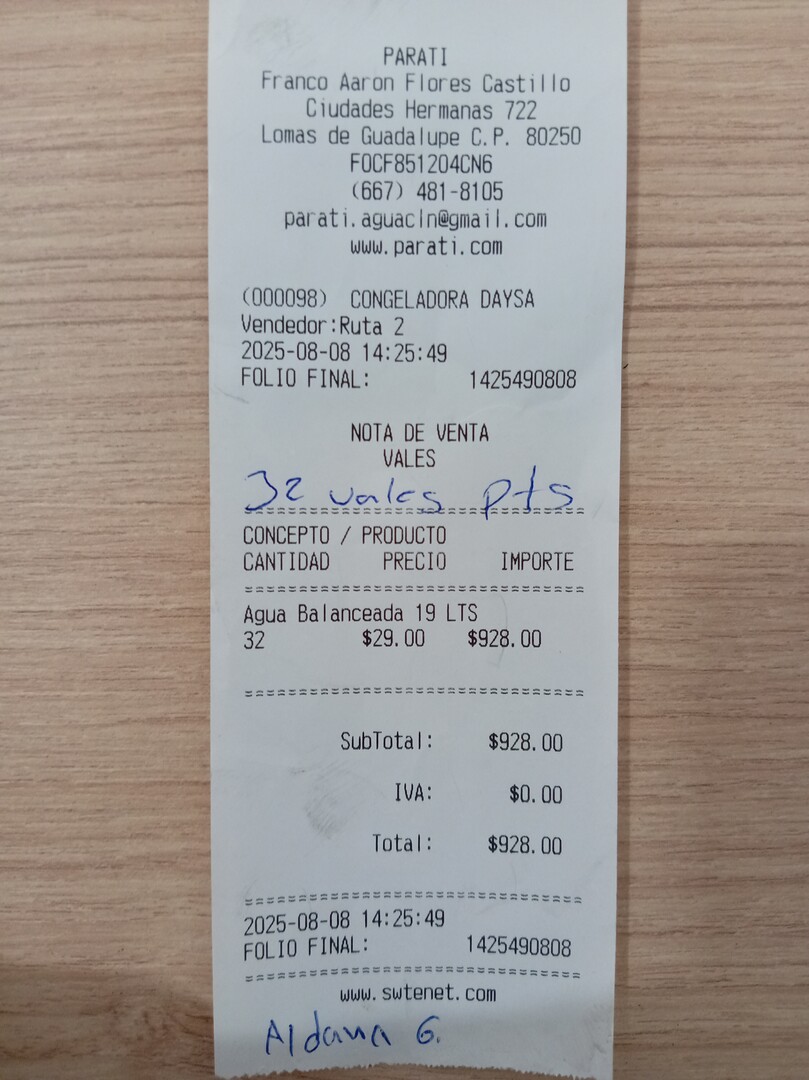 PARATI
Franco Aaron Flores Castillo
Ciudades Hermanas 722
Lomas de Guadalupe C.P. 80250
FOCF851204CN6
(667) 481-8105
parati.aguacln@gmail.com
www.parati.com
(000098) CONGELADORA DAYSA
Vendedor:Ruta 2
2025-08-08 14:25:49
FOLIO FINAL: 1425490808
NOTA DE VENTA
VALES
32 vales pts
================================
CONCEPTO / PRODUCTO
CANTIDAD PRECIO IMPORTE
================================
Agua Balanceada 19 LTS
32 $29.00 $928.00
================================
SubTotal: $928.00
IVA: $0.00
Total: $928.00
================================
2025-08-08 14:25:49
FOLIO FINAL: 1425490808
================================
www.swtenet.com
Aldana G.